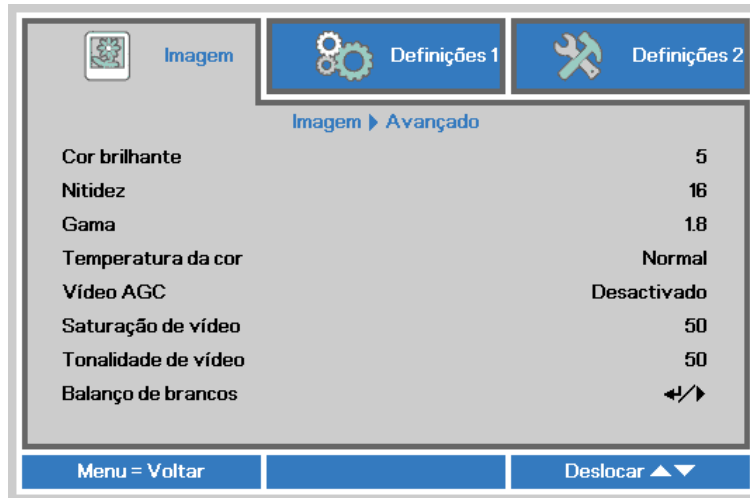 Imagem Definições 1 Definições 2
Imagem ▶ Avançado
Cor brilhante 5
Nitidez 16
Gama 1.8
Temperatura da cor Normal
Vídeo AGC Desactivado
Saturação de vídeo 50
Tonalidade de vídeo 50
Balanço de brancos ↵/▶
Menu = Voltar Deslocar ▲▼